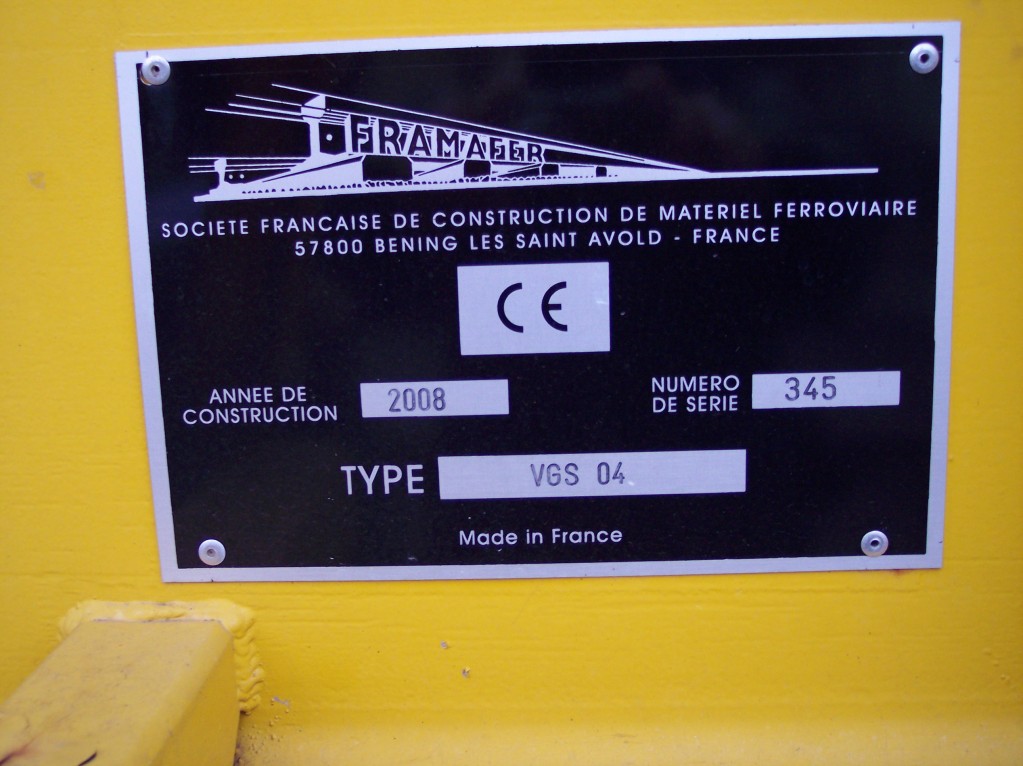 FRAMAFER
SOCIETE FRANCAISE DE CONSTRUCTION DE MATERIEL FERROVIAIRE
57800 BENING LES SAINT AVOLD - FRANCE
CE
ANNEE DE CONSTRUCTION 2008
NUMERO DE SERIE 345
TYPE VGS 04
Made in France